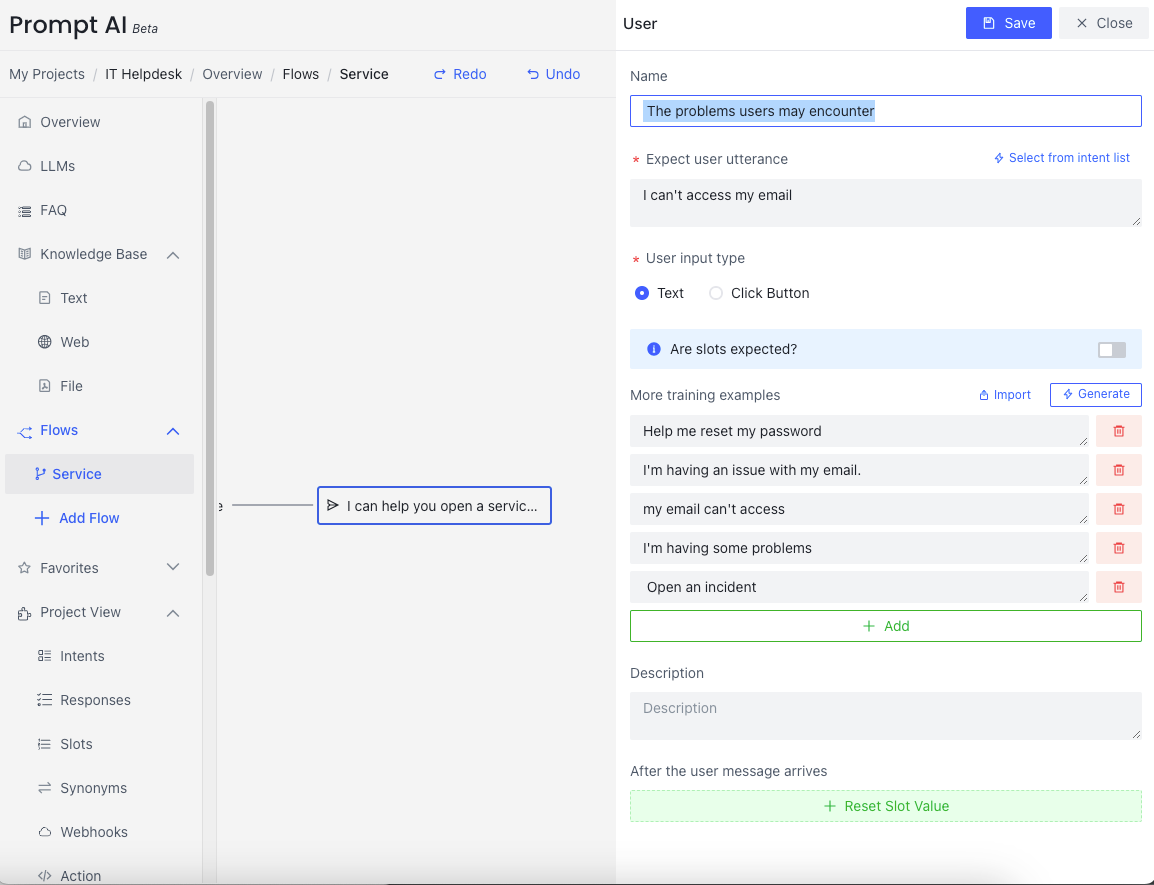 Prompt AI Beta
My Projects / IT Helpdesk / Overview / Flows / Service
Redo
Undo
Overview
LLMs
FAQ
Knowledge Base
Text
Web
File
Flows
Service
Add Flow
Favorites
Project View
Intents
Responses
Slots
Synonyms
Webhooks
Action
e
I can help you open a servic...
User
Save
Close
Name
The problems users may encounter
* Expect user utterance
Select from intent list
I can't access my email
* User input type
Text
Click Button
Are slots expected?
More training examples
Import
Generate
Help me reset my password
I'm having an issue with my email.
my email can't access
I'm having some problems
Open an incident
Add
Description
Description
After the user message arrives
Reset Slot Value